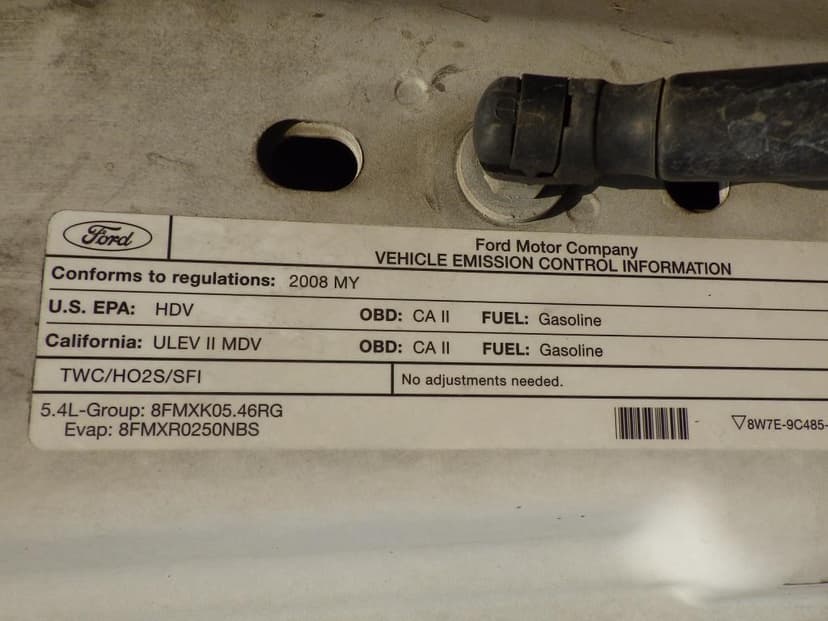 Ford
Ford Motor Company
VEHICLE EMISSION CONTROL INFORMATION
Conforms to regulations: 2008 MY
U.S. EPA: HDV OBD: CA II FUEL: Gasoline
California: ULEV II MDV OBD: CA II FUEL: Gasoline
TWC/HO2S/SFI No adjustments needed.
5.4L-Group: 8FMXK05.46RG
Evap: 8FMXR0250NBS
▽8W7E-9C485-